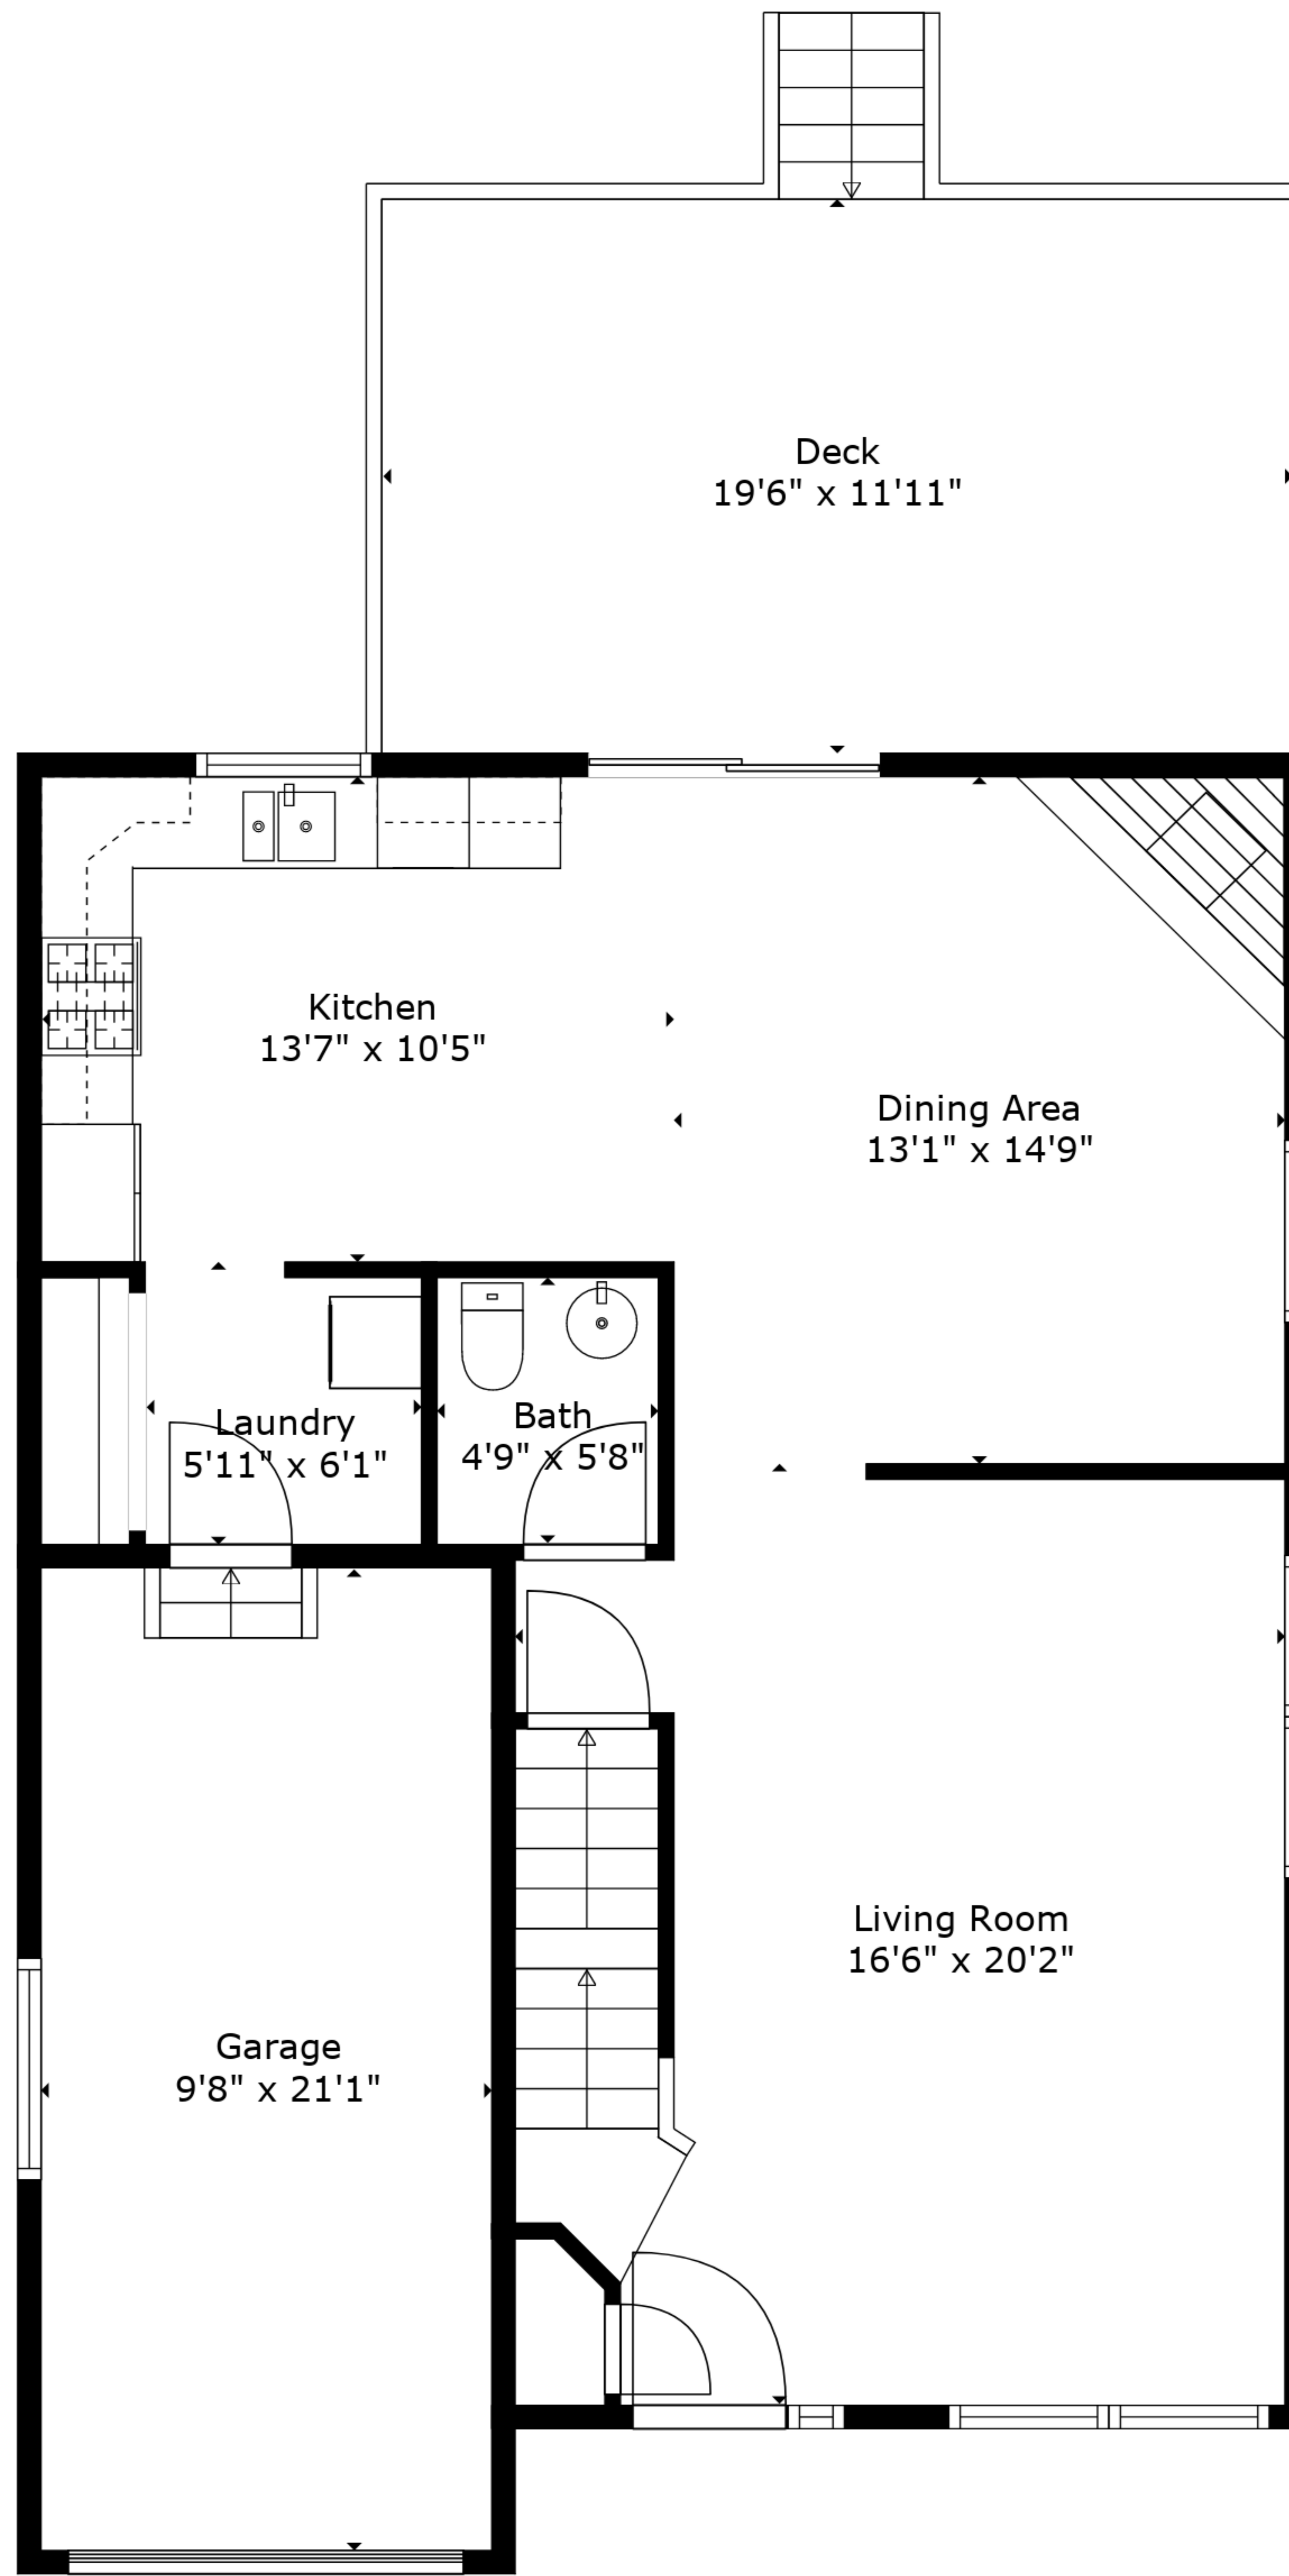 Deck
19'6" x 11'11"
Kitchen
13'7" x 10'5"
Dining Area
13'1" x 14'9"
Laundry
5'11" x 6'1"
Bath
4'9" x 5'8"
Living Room
16'6" x 20'2"
Garage
9'8" x 21'1"